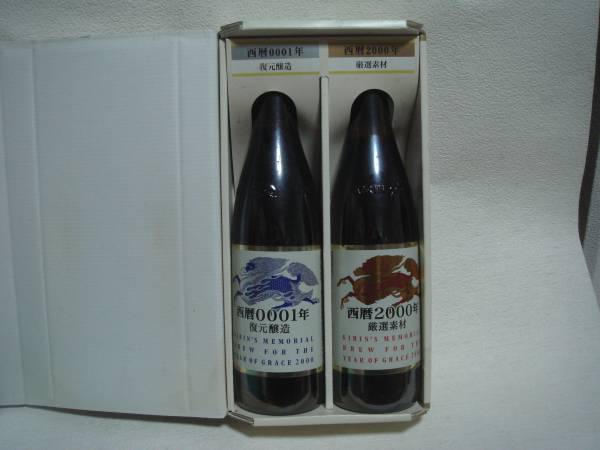 西暦0001年
復元醸造
西暦2000年
厳選素材
西暦0001年
復元醸造
KIRIN'S MEMORIAL
BREW FOR THE
YEAR OF GRACE 2000
西暦2000年
厳選素材
KIRIN'S MEMORIAL
BREW FOR THE
YEAR OF GRACE